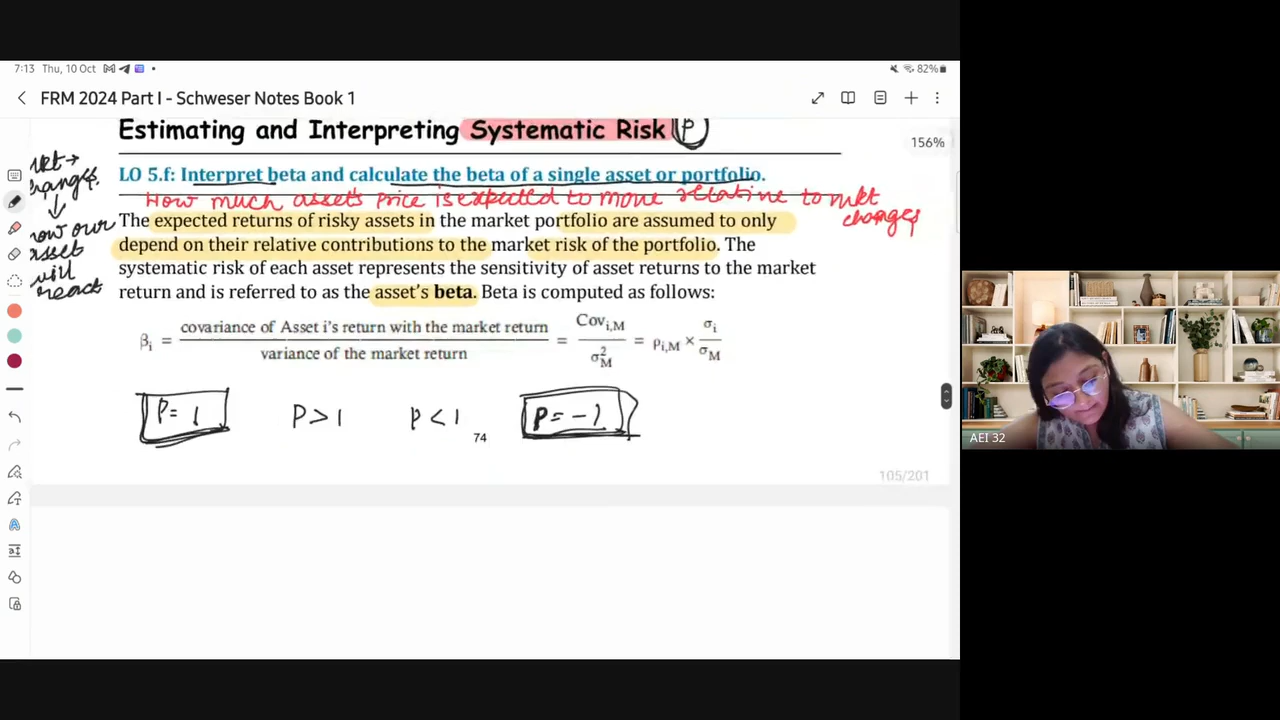 7:13 Thu, 10 Oct
82%
FRM 2024 Part I - Schweser Notes Book 1
Estimating and Interpreting Systematic Risk (β)
156%
mkt → changes.
↓
how our asset will react
LO 5.f: Interpret beta and calculate the beta of a single asset or portfolio.
How much asset's price is expected to move relative to mkt changes
The expected returns of risky assets in the market portfolio are assumed to only
depend on their relative contributions to the market risk of the portfolio. The
systematic risk of each asset represents the sensitivity of asset returns to the market
return and is referred to as the asset's beta. Beta is computed as follows:
βi = covariance of Asset i's return with the market return / variance of the market return = Covi,M / σ²M = ρi,M × σi / σM
β = 1 β > 1 β < 1 β = -1
74
105/201
AEI 32